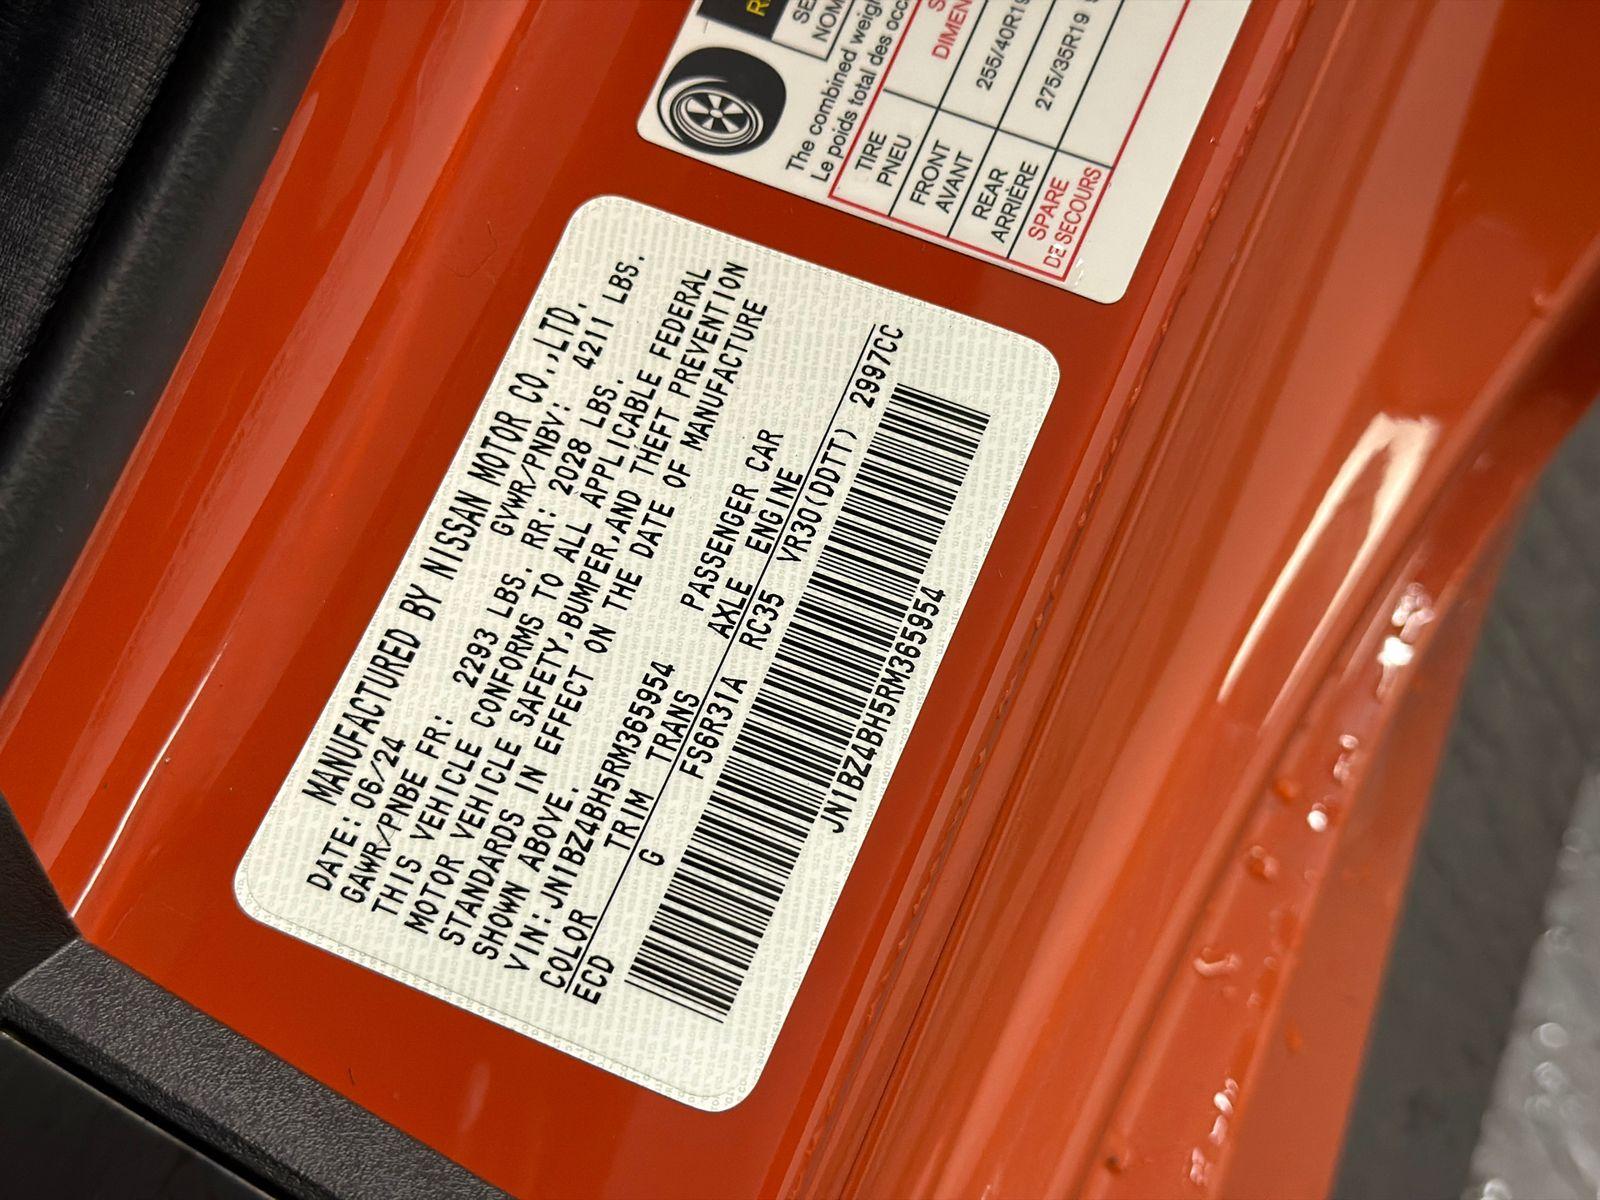 MANUFACTURED BY NISSAN MOTOR CO.,LTD.
DATE: 06/24 GVWR/PNBV: 4211 LBS.
GAWR/PNBE FR: 2293 LBS. RR: 2028 LBS.
THIS VEHICLE CONFORMS TO ALL APPLICABLE FEDERAL
MOTOR VEHICLE SAFETY,BUMPER,AND THEFT PREVENTION
STANDARDS IN EFFECT ON THE DATE OF MANUFACTURE
SHOWN ABOVE.
VIN:JN1BZ4BH5RM365954 PASSENGER CAR
COLOR TRIM TRANS AXLE ENGINE
ECD G FS6R31A RC35 VR30(DDTT) 2997CC
JN1BZ4BH5RM365954
The combined
Le poids total des
TIRE
PNEU
FRONT
AVANT
255/40R19
REAR
ARRIÈRE
275/35R19
SPARE
DE SECOURS